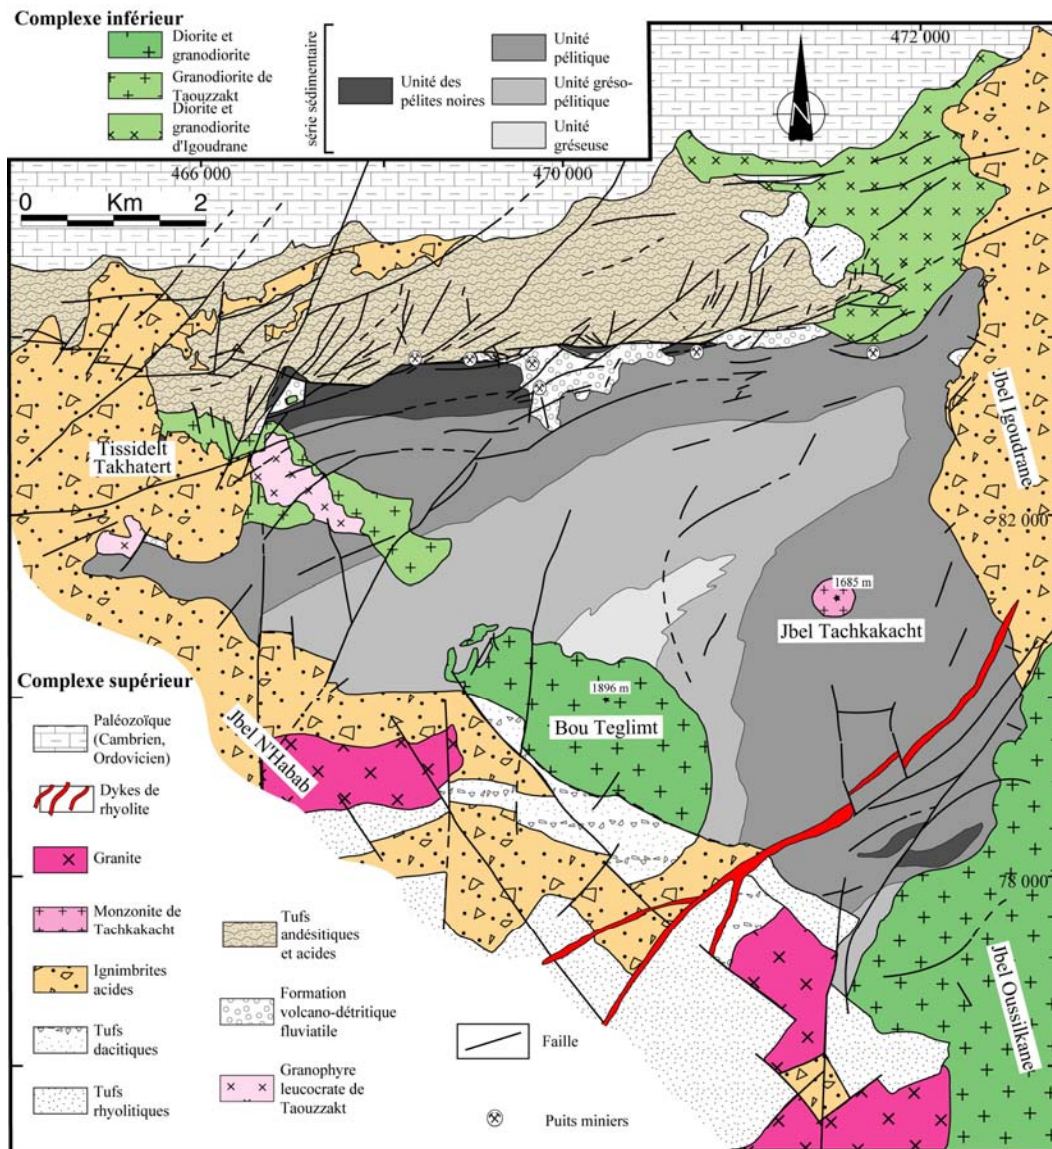 Complexe inférieur
Diorite et
granodiorite
Granodiorite de
Taouzzakt
Diorite et
granodiorite
d'Igoudrane
série sédimentaire
Unité des
pélites noires
Unité
pélitique
Unité gréso-
pélitique
Unité
gréseuse
N
472 000
466 000
470 000
0 Km 2
Tissidelt
Takhatert
Jbel Igoudrane
82 000
1685 m
Jbel Tachkakacht
1896 m
Bou Teglimt
Jbel N'Habab
78 000
Jbel Oussilkane
Complexe supérieur
Paléozoïque
(Cambrien,
Ordovicien)
Dykes de
rhyolite
Granite
Monzonite de
Tachkakacht
Ignimbrites
acides
Tufs
dacitiques
Tufs
rhyolitiques
Tufs
andésitiques
et acides
Formation
volcano-détritique
fluviatile
Granophyre
leucocrate de
Taouzzakt
Faille
Puits miniers